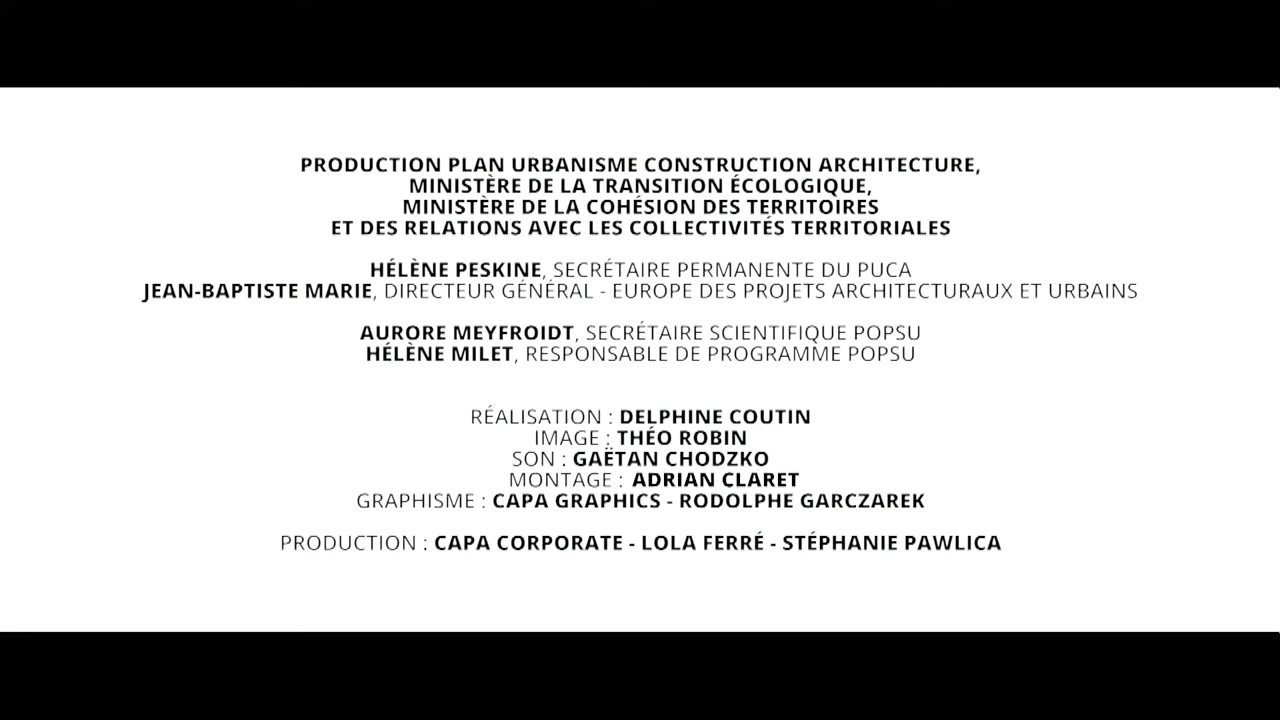 PRODUCTION PLAN URBANISME CONSTRUCTION ARCHITECTURE,
MINISTÈRE DE LA TRANSITION ÉCOLOGIQUE,
MINISTÈRE DE LA COHÉSION DES TERRITOIRES
ET DES RELATIONS AVEC LES COLLECTIVITÉS TERRITORIALES
HÉLÈNE PESKINE, SECRÉTAIRE PERMANENTE DU PUCA
JEAN-BAPTISTE MARIE, DIRECTEUR GÉNÉRAL - EUROPE DES PROJETS ARCHITECTURAUX ET URBAINS
AURORE MEYFROIDT, SECRÉTAIRE SCIENTIFIQUE POPSU
HÉLÈNE MILET, RESPONSABLE DE PROGRAMME POPSU
RÉALISATION : DELPHINE COUTIN
IMAGE : THÉO ROBIN
SON : GAËTAN CHODZKO
MONTAGE : ADRIAN CLARET
GRAPHISME : CAPA GRAPHICS - RODOLPHE GARCZAREK
PRODUCTION : CAPA CORPORATE - LOLA FERRÉ - STÉPHANIE PAWLICA